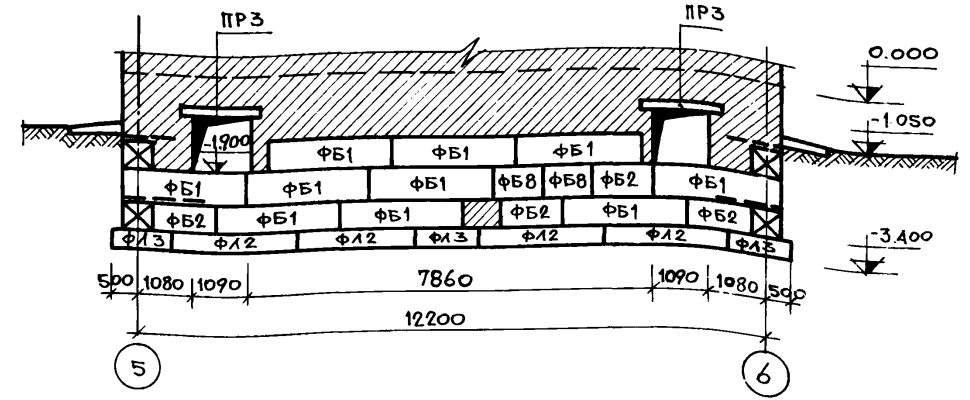 ПР3 ПР3
0.000
-1.050
-1.900
ФБ1 ФБ1 ФБ1
ФБ1 ФБ1 ФБ1 ФБ8 ФБ8 ФБ2 ФБ1
ФБ2 ФБ1 ФБ1 ФБ2 ФБ1 ФБ2
ФЛ3 ФЛ2 ФЛ2 ФЛ3 ФЛ2 ФЛ2 ФЛ3
-3.400
500 1080 1090 7860 1090 1080 500
12200
5 6